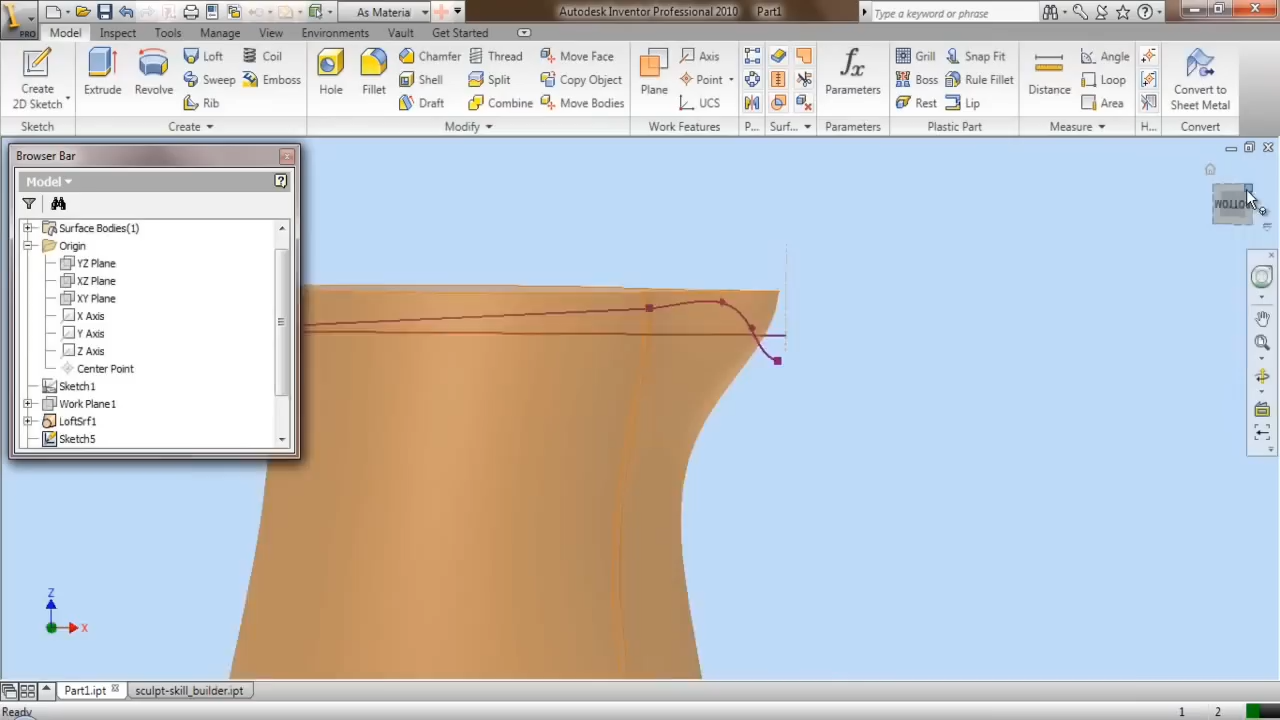 As Material
Autodesk Inventor Professional 2010 Part1
Type a keyword or phrase
PRO
Model Inspect Tools Manage View Environments Vault Get Started
Create
2D Sketch
Extrude
Revolve
Loft
Sweep
Rib
Coil
Emboss
Hole
Fillet
Chamfer
Shell
Draft
Thread
Split
Combine
Move Face
Copy Object
Move Bodies
Plane
Axis
Point
UCS
Parameters
Grill
Boss
Rest
Snap Fit
Rule Fillet
Lip
Distance
Angle
Loop
Area
Convert to
Sheet Metal
Sketch Create Modify Work Features P... Surf... Parameters Plastic Part Measure H... Convert
Browser Bar
Model
Surface Bodies(1)
Origin
YZ Plane
XZ Plane
XY Plane
X Axis
Y Axis
Z Axis
Center Point
Sketch1
Work Plane1
LoftSrf1
Sketch5
BOTTOM
Z
X
Part1.ipt sculpt-skill_builder.ipt
Ready 1 2